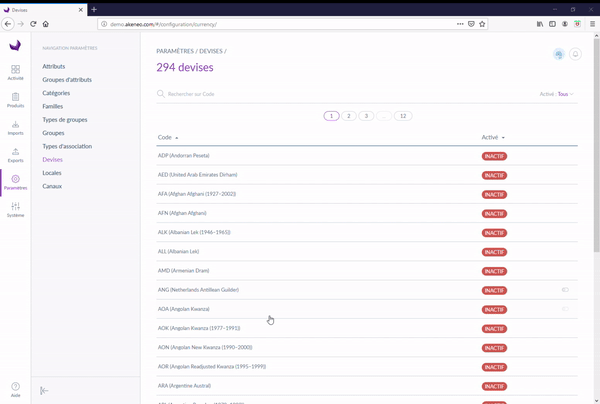 Devises
demo.akeneo.com/#/configuration/currency/
NAVIGATION PARAMÈTRES
Attributs
Groupes d'attributs
Catégories
Familles
Types de groupes
Groupes
Types d'association
Devises
Locales
Canaux
Activité
Produits
Imports
Exports
Paramètres
Système
Aide
PARAMÈTRES / DEVISES /
294 devises
Rechercher sur Code
Activé : Tous
1 2 3 12
Code Activé
ADP (Andorran Peseta) INACTIF
AED (United Arab Emirates Dirham) INACTIF
AFA (Afghan Afghani (1927–2002)) INACTIF
AFN (Afghan Afghani) INACTIF
ALK (Albanian Lek (1946–1965)) INACTIF
ALL (Albanian Lek) INACTIF
AMD (Armenian Dram) INACTIF
ANG (Netherlands Antillean Guilder) INACTIF
AOA (Angolan Kwanza) INACTIF
AOK (Angolan Kwanza (1977–1991)) INACTIF
AON (Angolan New Kwanza (1990–2000)) INACTIF
AOR (Angolan Readjusted Kwanza (1995–1999)) INACTIF
ARA (Argentine Austral) INACTIF